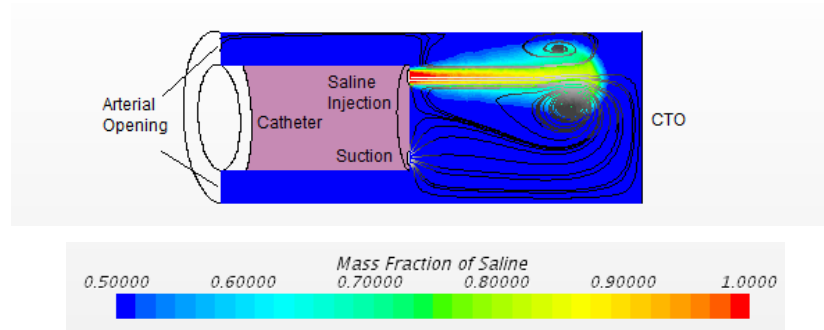 Saline
Injection
Arterial
Opening
Catheter
CTO
Suction
Mass Fraction of Saline
0.50000 0.60000 0.70000 0.80000 0.90000 1.0000